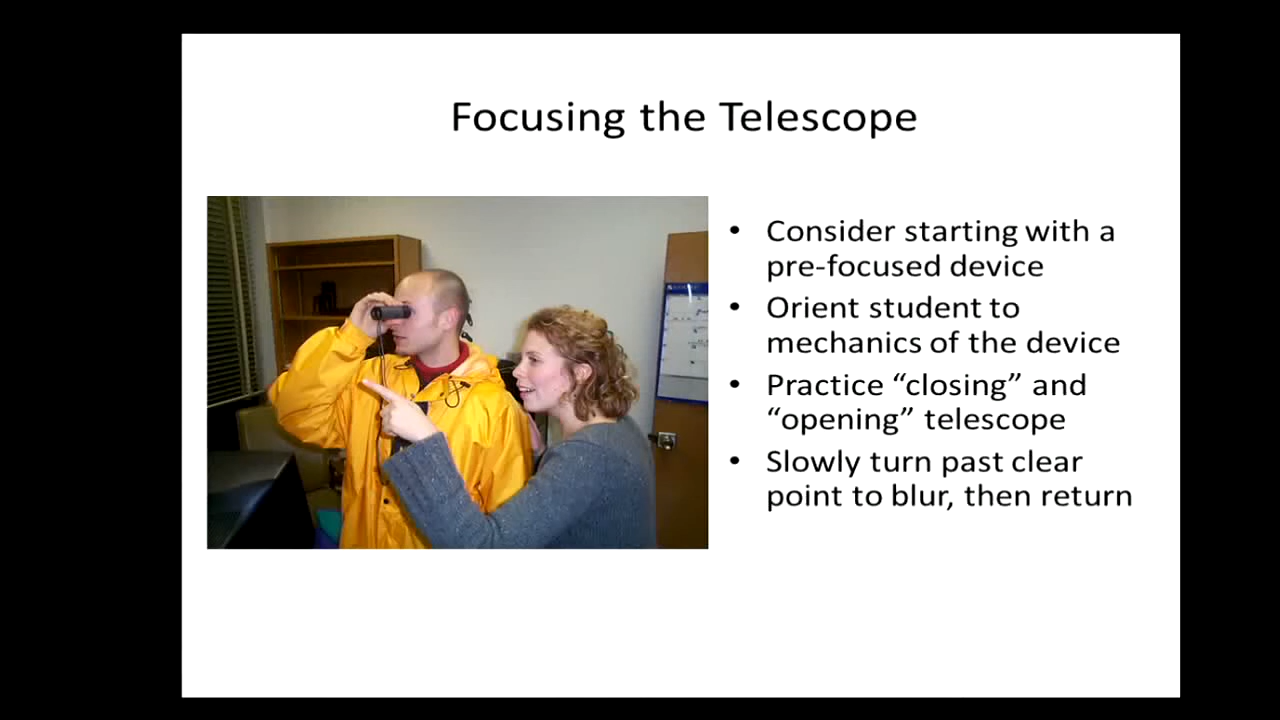 Focusing the Telescope
• Consider starting with a
pre-focused device
• Orient student to
mechanics of the device
• Practice “closing” and
“opening” telescope
• Slowly turn past clear
point to blur, then return